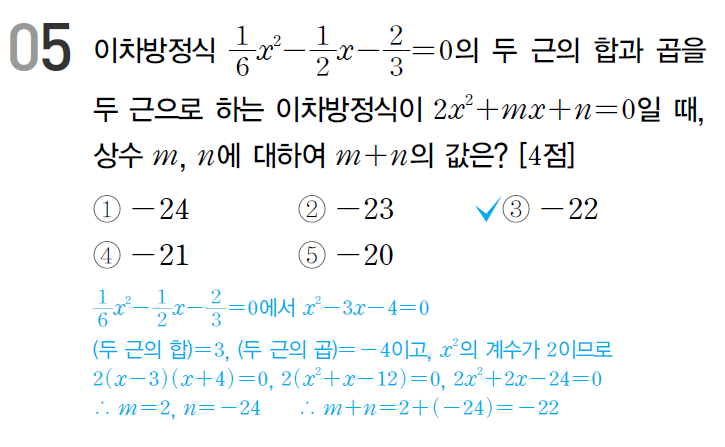 05 이차방정식 1/6x²-1/2x-2/3=0의 두 근의 합과 곱을
두 근으로 하는 이차방정식이 2x²+mx+n=0일 때,
상수 m, n에 대하여 m+n의 값은? [4점]
① -24 ② -23 ③ -22
④ -21 ⑤ -20
1/6x²-1/2x-2/3=0에서 x²-3x-4=0
(두 근의 합)=3, (두 근의 곱)=-4이고, x²의 계수가 2이므로
2(x-3)(x+4)=0, 2(x²+x-12)=0, 2x²+2x-24=0
∴ m=2, n=-24 ∴ m+n=2+(-24)=-22